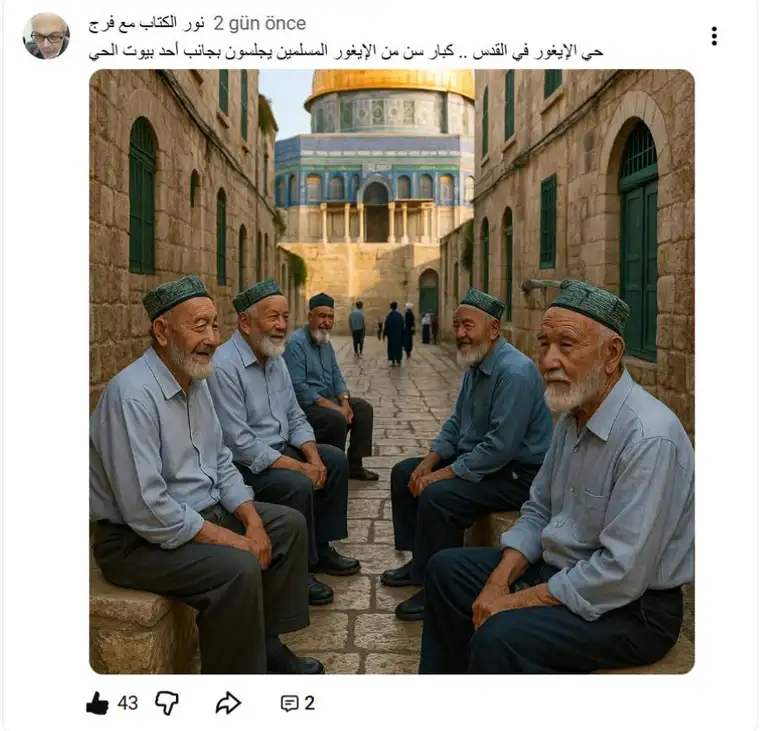 نور الكتاب مع فرج 2 gün önce
حي الإيغور في القدس .. كبار سن من الإيغور المسلمين يجلسون بجانب أحد بيوت الحي
43 2